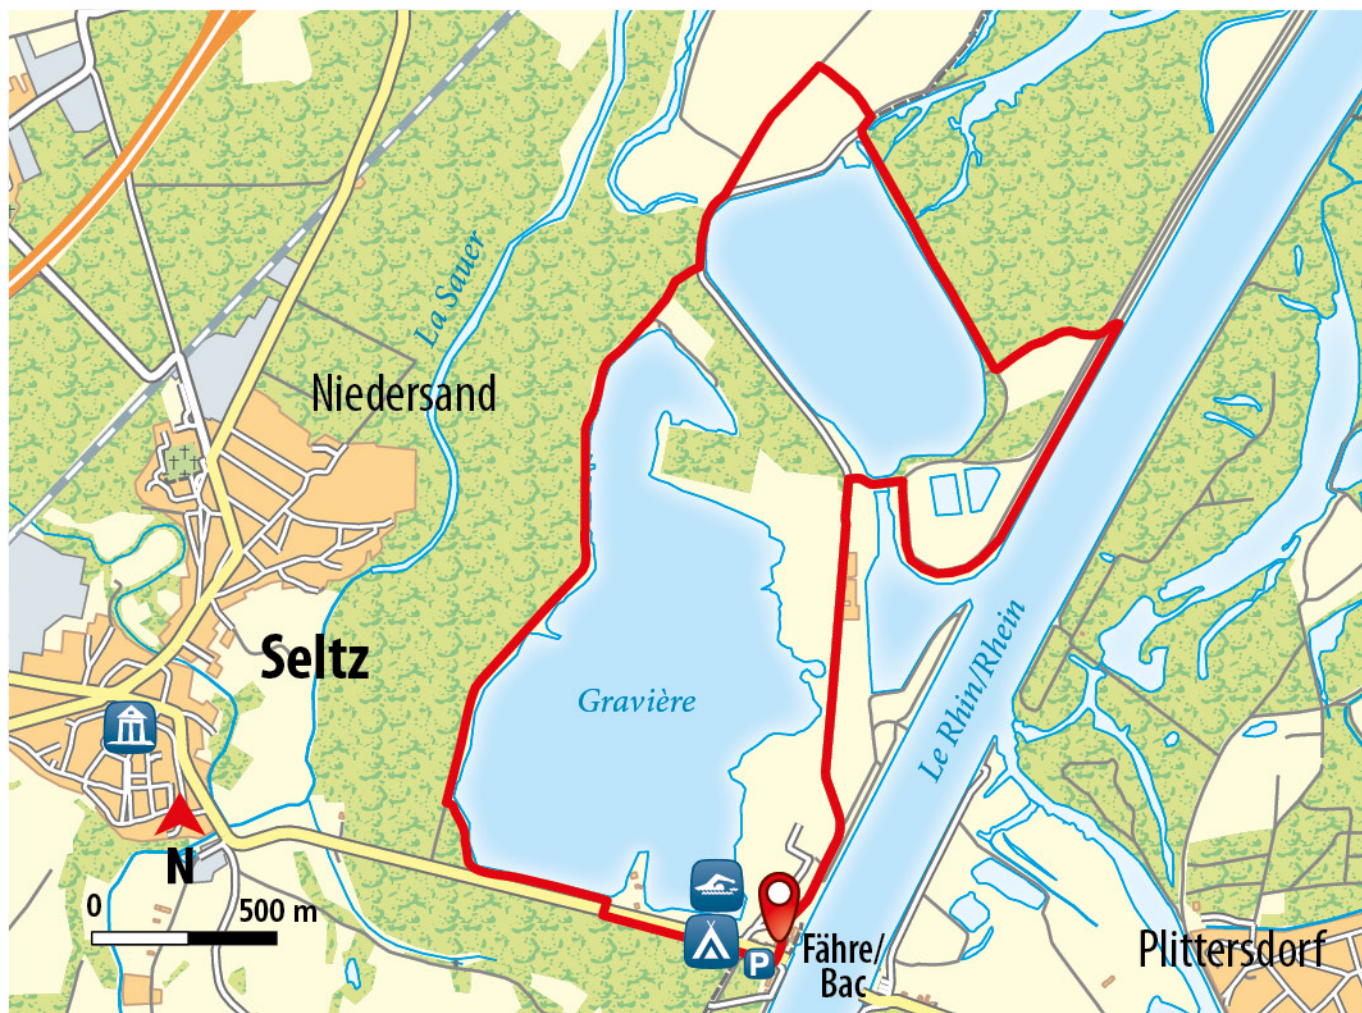 La Sauer
Niedersand
Seltz
Gravière
Le Rhin/Rhein
N
0
500 m
P
Fähre/
Bac
Plittersdorf